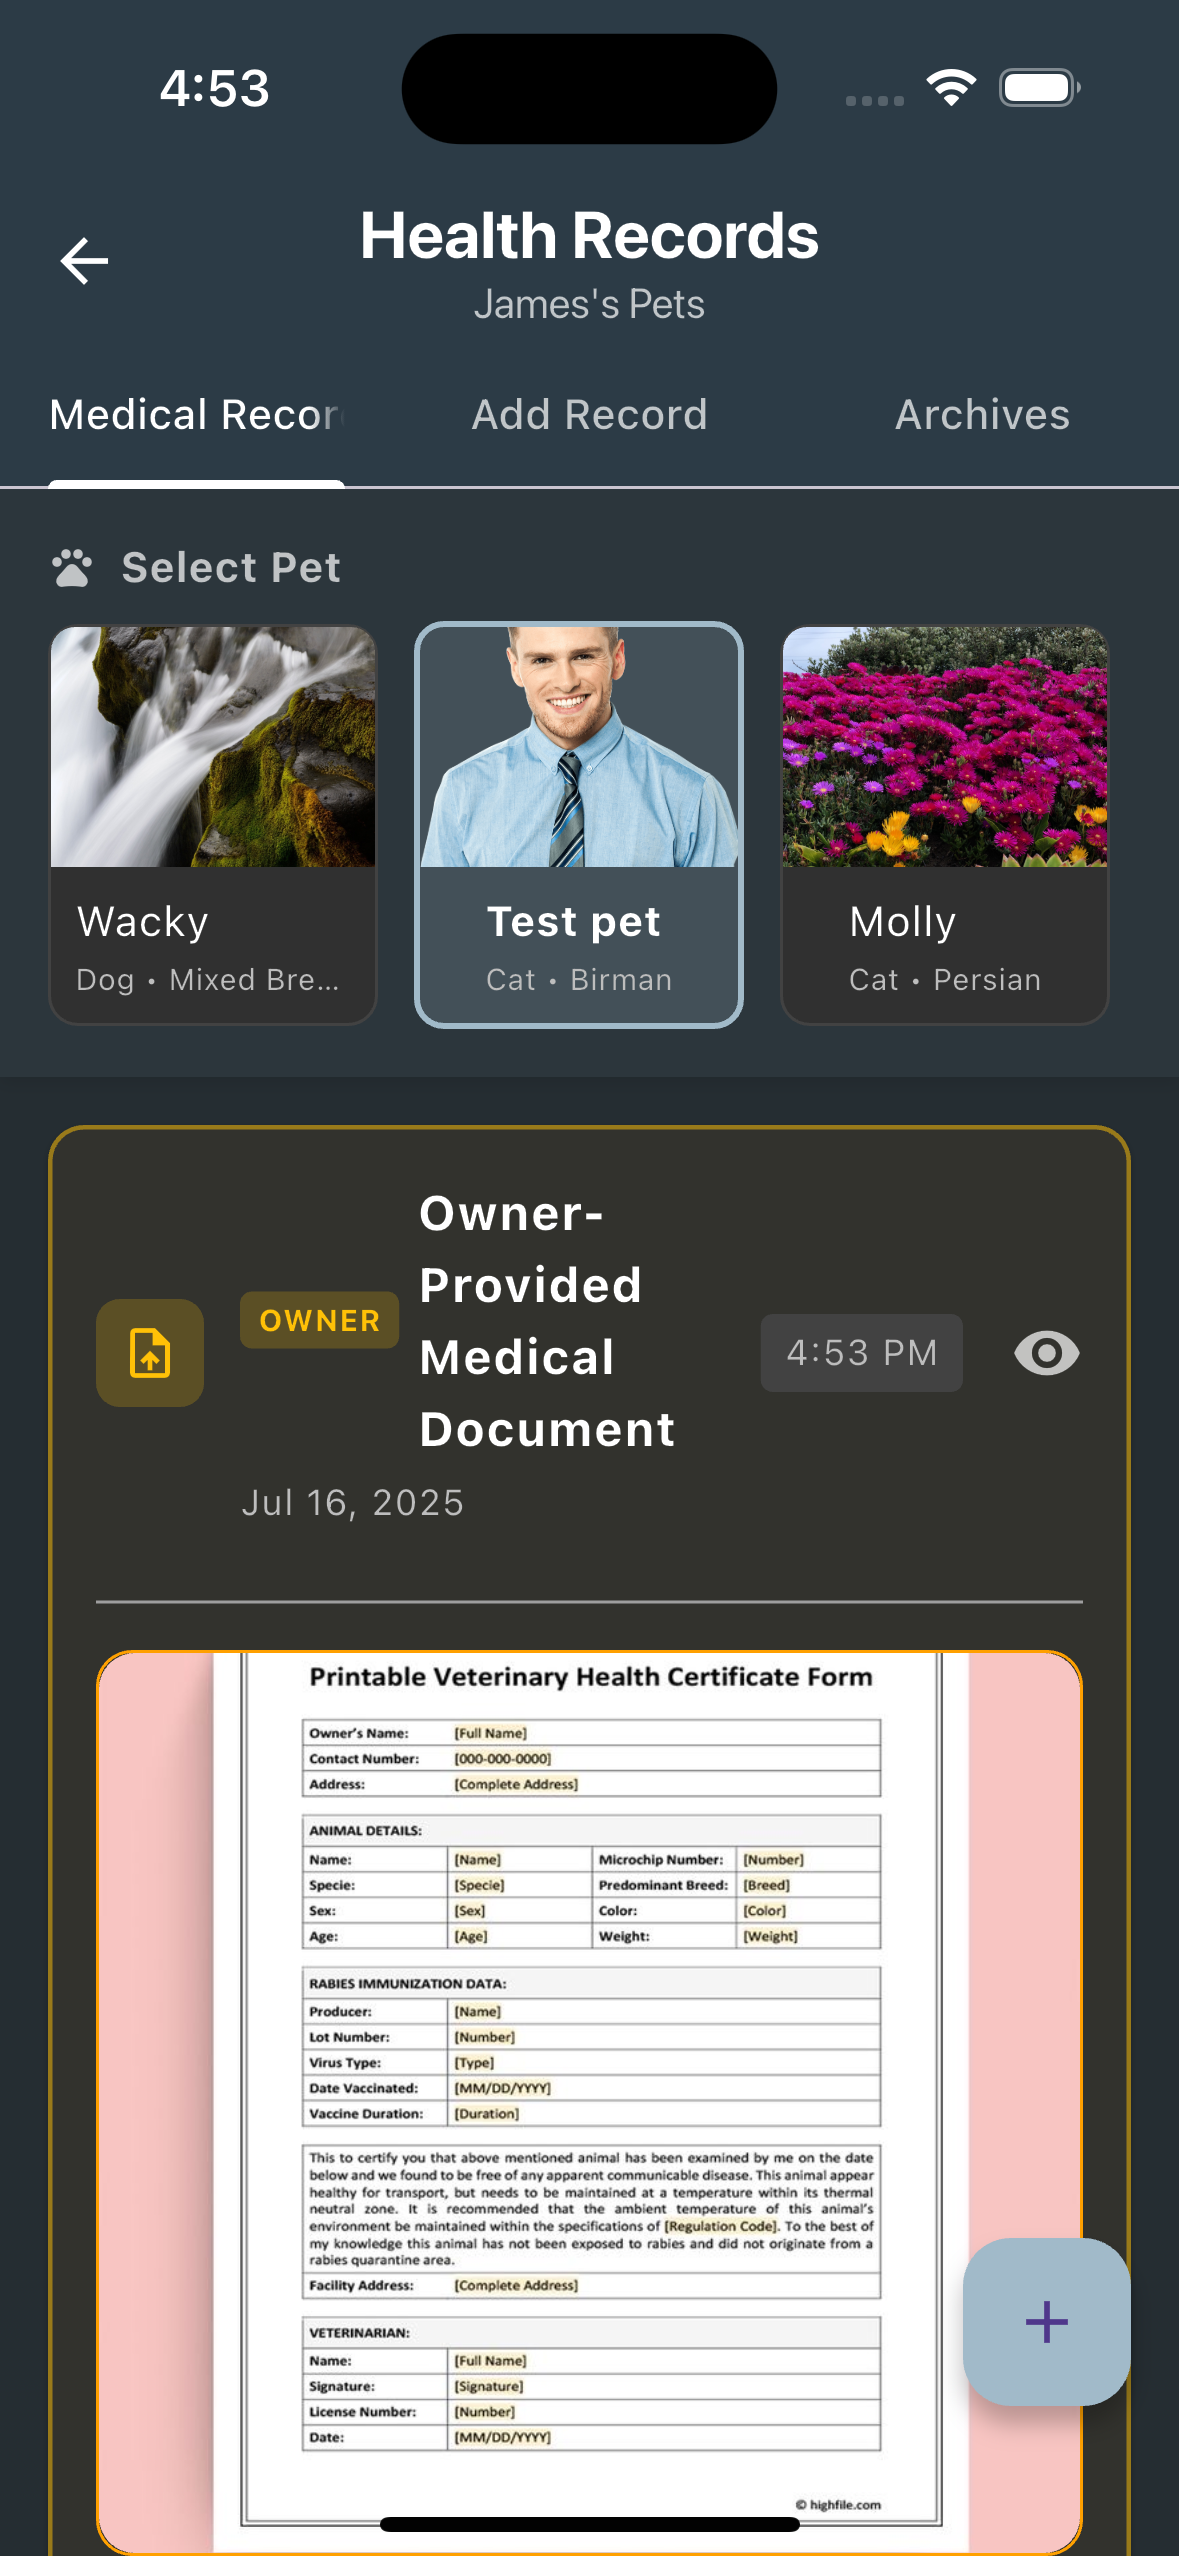 4:53
Health Records
James's Pets
Medical Recor
Add Record
Archives
Select Pet
Wacky
Dog • Mixed Bre...
Test pet
Cat • Birman
Molly
Cat • Persian
OWNER
Owner-
Provided
Medical
Document
4:53 PM
Jul 16, 2025
Printable Veterinary Health Certificate Form
Owner's Name: [Full Name]
Contact Number: [000-000-0000]
Address: [Complete Address]
ANIMAL DETAILS:
Name: [Name] Microchip Number: [Number]
Specie: [Specie] Predominant Breed: [Breed]
Sex: [Sex] Color: [Color]
Age: [Age] Weight: [Weight]
RABIES IMMUNIZATION DATA:
Producer: [Name]
Lot Number: [Number]
Virus Type: [Type]
Date Vaccinated: [MM/DD/YYYY]
Vaccine Duration: [Duration]
This to certify you that above mentioned animal has been examined by me on the date
below and we found to be free of any apparent communicable disease. This animal appear
healthy for transport, but needs to be maintained at a temperature within its thermal
neutral zone. It is recommended that the ambient temperature of this animal's
environment be maintained within the specifications of [Regulation Code]. To the best of
my knowledge this animal has not been exposed to rabies and did not originate from a
rabies quarantine area.
Facility Address: [Complete Address]
VETERINARIAN:
Name: [Full Name]
Signature: [Signature]
License Number: [Number]
Date: [MM/DD/YYYY]
© highfile.com